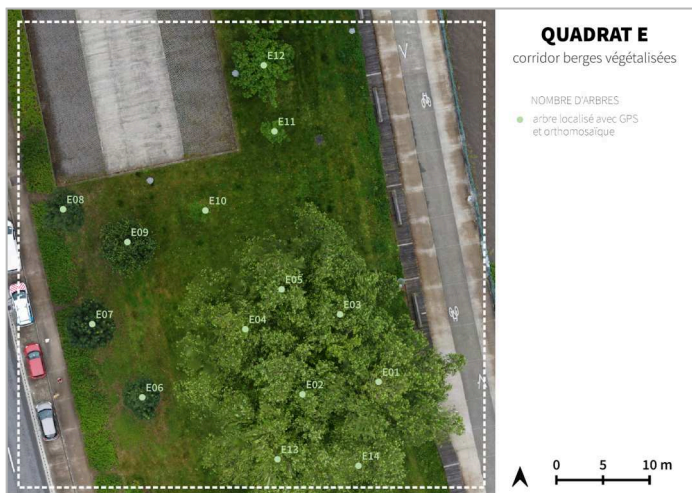 QUADRAT E
corridor berges végétalisées
NOMBRE D'ARBRES
arbre localisé avec GPS
et orthomosaïque
E12
E11
E08
E10
E09
E05
E03
E07
E04
E01
E06
E02
E13
E14
0 5 10 m